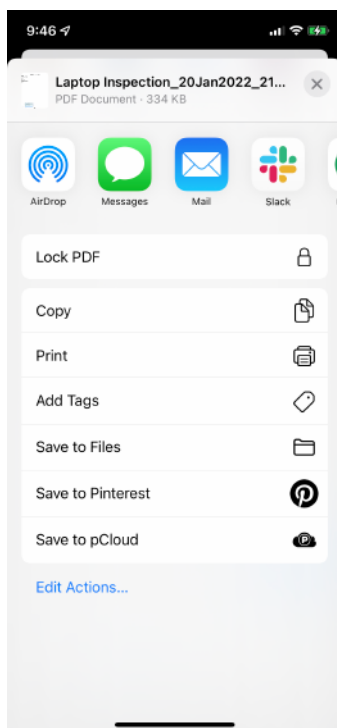 9:46
Laptop Inspection_20Jan2022_21...
PDF Document · 334 KB
AirDrop
Messages
Mail
Slack
Lock PDF
Copy
Print
Add Tags
Save to Files
Save to Pinterest
Save to pCloud
Edit Actions...